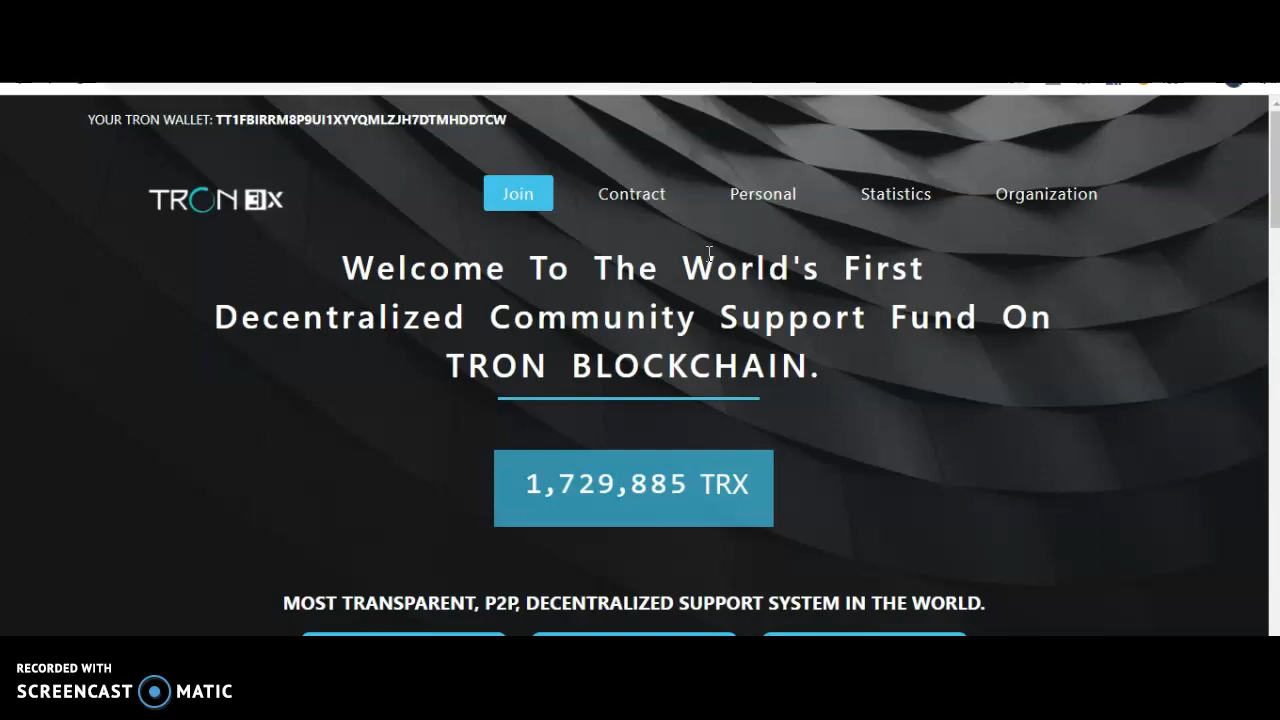 YOUR TRON WALLET: TT1FBIRRM8P9UI1XYYQMLZJH7DTMHDDTCW
TRON 3X
Join Contract Personal Statistics Organization
Welcome To The World's First
Decentralized Community Support Fund On
TRON BLOCKCHAIN.
1,729,885 TRX
MOST TRANSPARENT, P2P, DECENTRALIZED SUPPORT SYSTEM IN THE WORLD.
RECORDED WITH
SCREENCAST MATIC